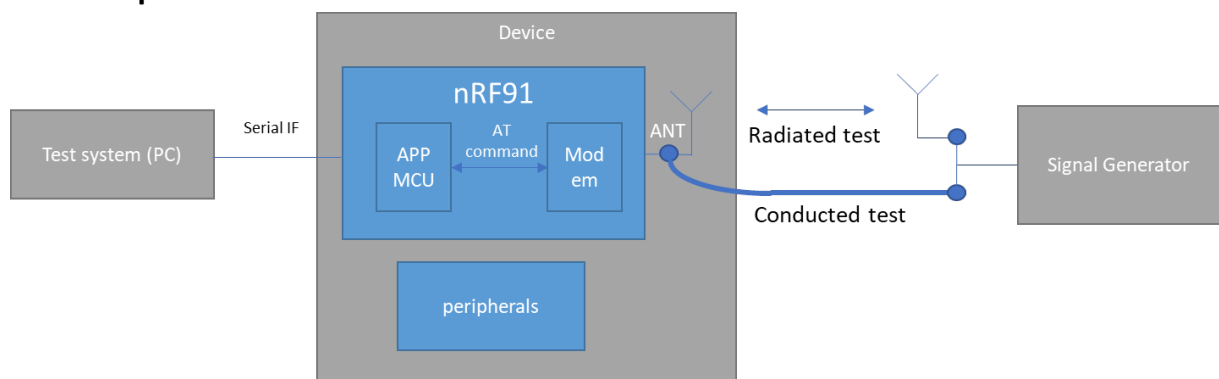 Device
nRF91
Serial IF
AT
command
ANT
Test system (PC)
APP
MCU
Mod
em
Radiated test
Signal Generator
Conducted test
peripherals